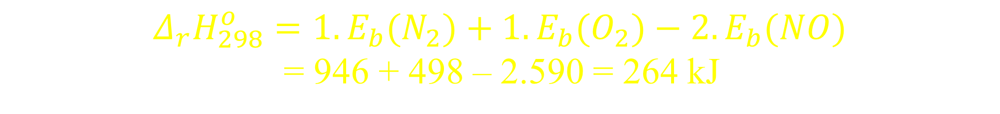 Δ_rH^o_298 = 1. E_b(N_2) + 1. E_b(O_2) − 2. E_b(NO)
= 946 + 498 – 2.590 = 264 kJ